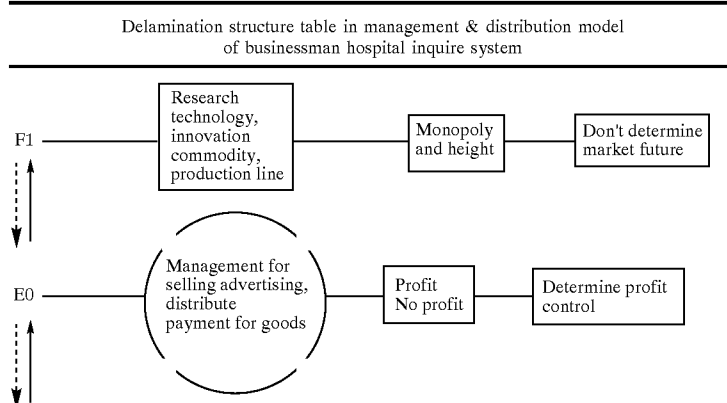 Delamination structure table in management & distribution model
of businessman hospital inquire system
F1
Research
technology,
innovation
commodity,
production line
Monopoly
and height
Don't determine
market future
E0
Management for
selling advertising,
distribute
payment for goods
Profit
No profit
Determine profit
control